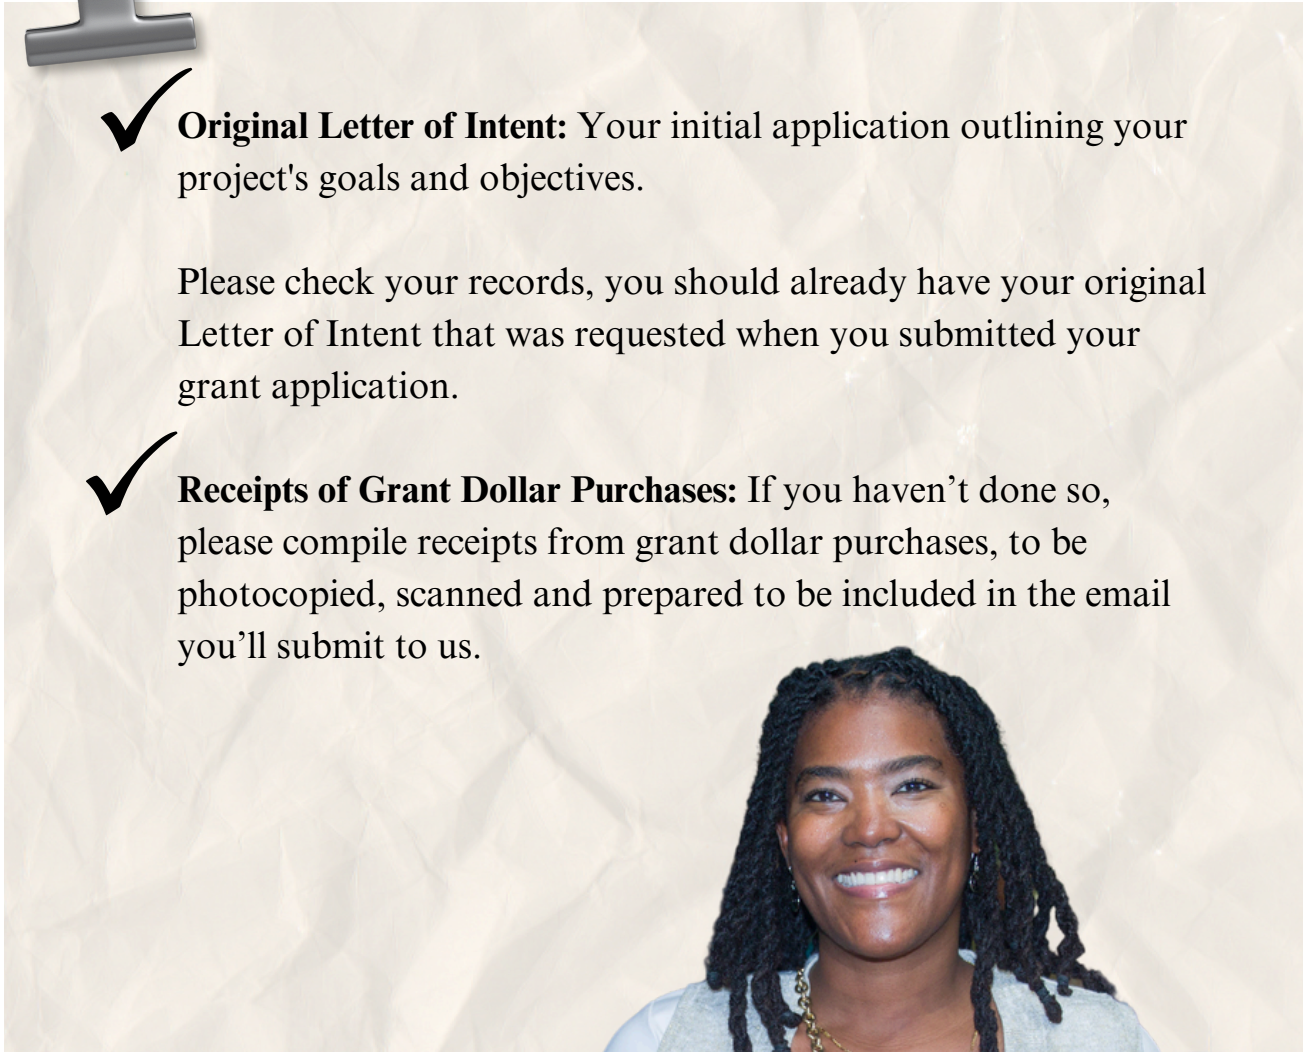 Original Letter of Intent: Your initial application outlining your
project's goals and objectives.
Please check your records, you should already have your original
Letter of Intent that was requested when you submitted your
grant application.
Receipts of Grant Dollar Purchases: If you haven’t done so,
please compile receipts from grant dollar purchases, to be
photocopied, scanned and prepared to be included in the email
you’ll submit to us.